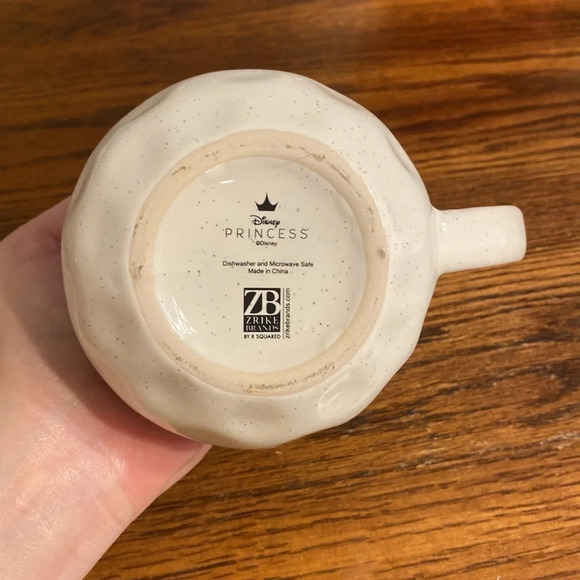 Disney
PRINCESS
©Disney
Dishwasher and Microwave Safe
Made in China
ZB
ZRIKE
BRANDS
BY R SQUARED
zrikebrands.com